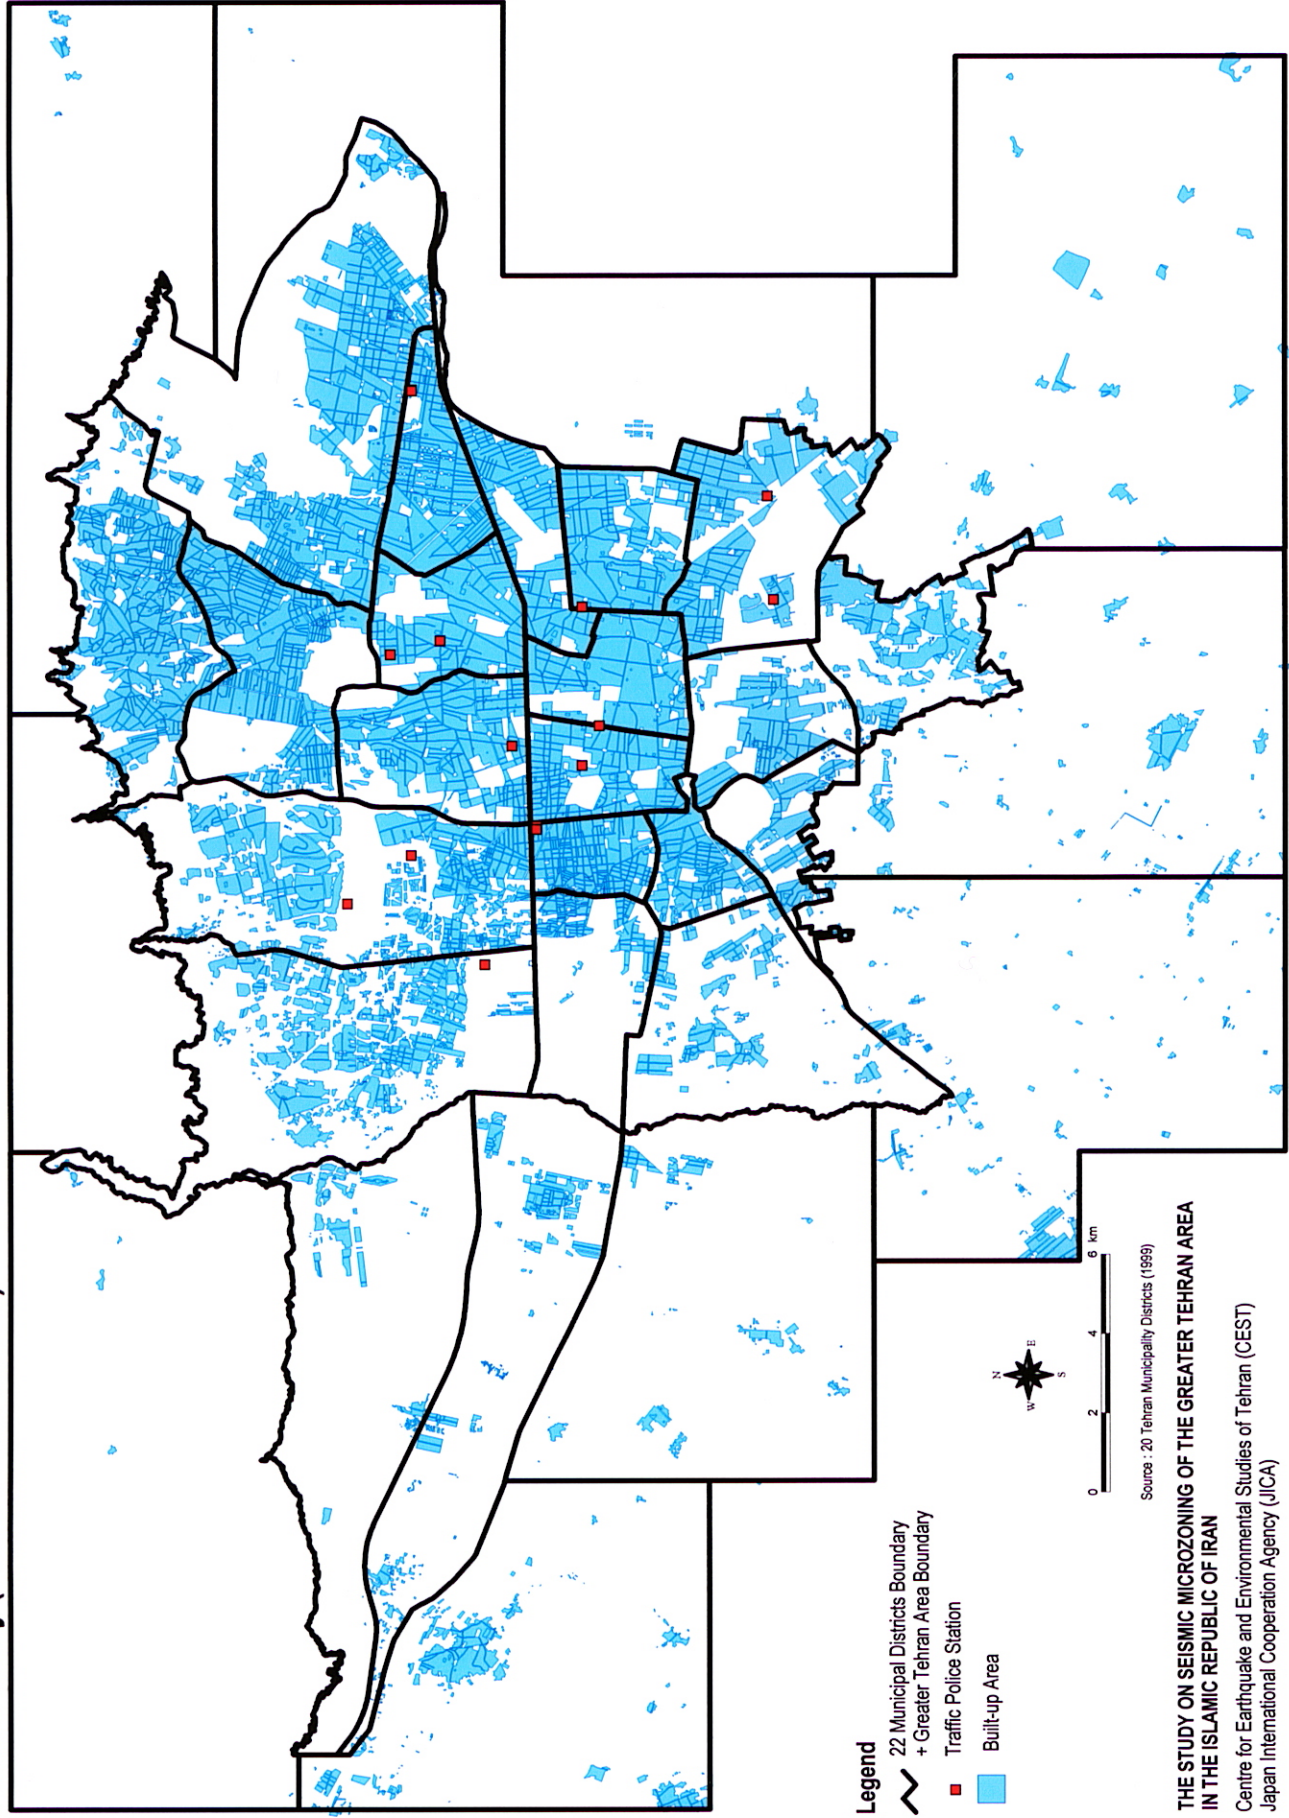 Legend
22 Municipal Districts Boundary
+ Greater Tehran Area Boundary
Traffic Police Station
Built-up Area
N
W
E
S
0 2 4 6 km
Source : 20 Tehran Municipality Districts (1999)
THE STUDY ON SEISMIC MICROZONING OF THE GREATER TEHRAN AREA
IN THE ISLAMIC REPUBLIC OF IRAN
Centre for Earthquake and Environmental Studies of Tehran (CEST)
Japan International Cooperation Agency (JICA)